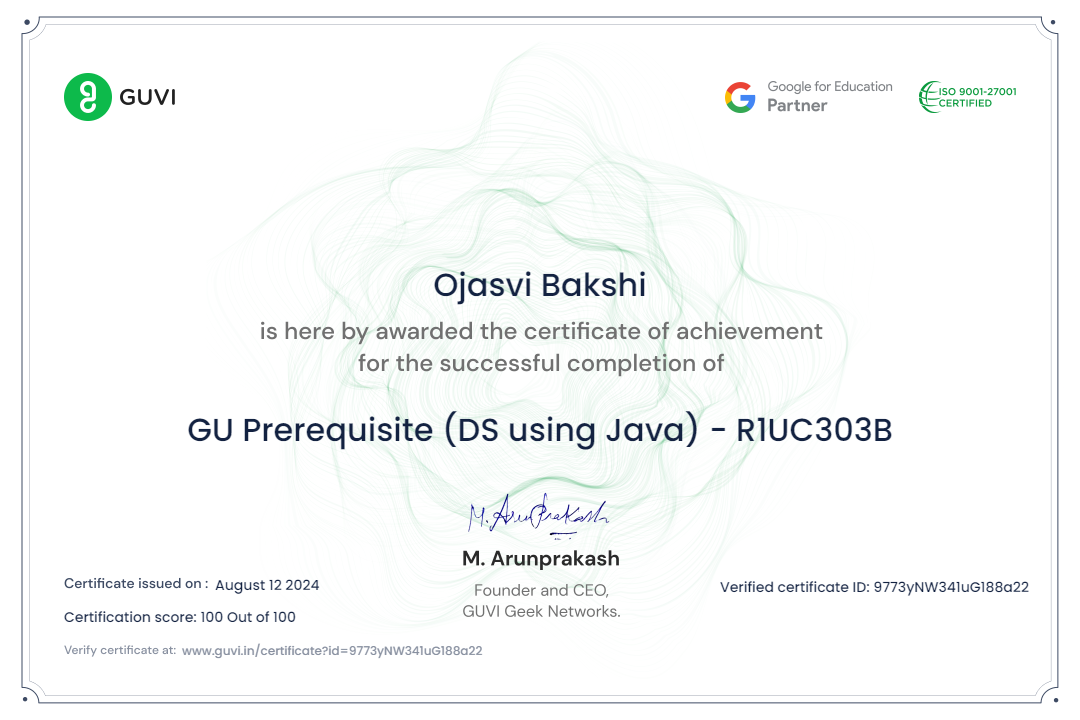 GUVI
Google for Education
Partner
ISO 9001-27001
CERTIFIED
Ojasvi Bakshi
is here by awarded the certificate of achievement
for the successful completion of
GU Prerequisite (DS using Java) - R1UC303B
M. Arunprakash
M. Arunprakash
Founder and CEO,
GUVI Geek Networks.
Certificate issued on : August 12 2024
Certification score: 100 Out of 100
Verify certificate at: www.guvi.in/certificate?id=9773yNW341uG188a22
Verified certificate ID: 9773yNW341uG188a22